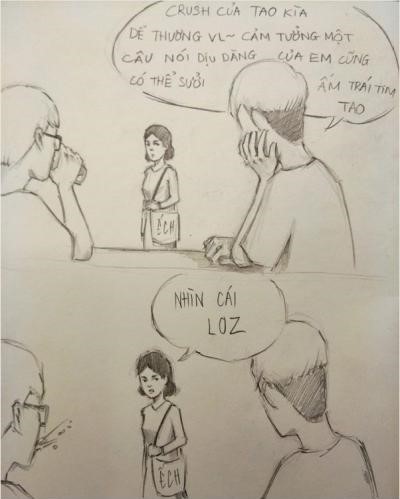 CRUSH CỦA TAO KÌA
DỄ THƯƠNG VL~ CẢM TƯỞNG MỘT
CÂU NÓI DỊU DÀNG CỦA EM CŨNG
CÓ THỂ SƯỞI ẤM TRÁI TIM
TAO
ẾCH
NHÌN CÁI
LOZ
ẾCH